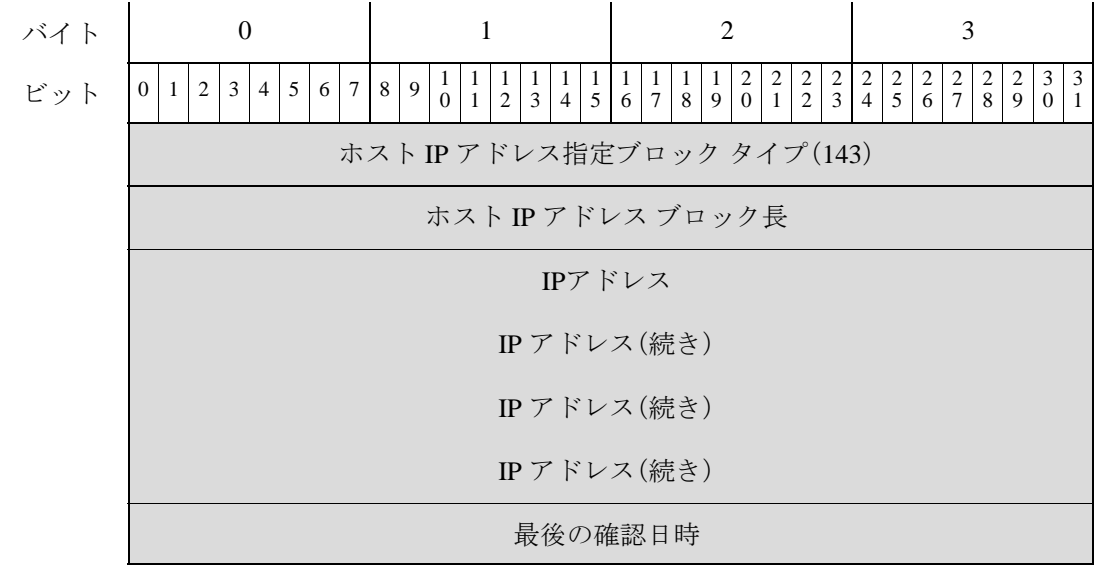 バイト 0 1 2 3
ビット 0 1 2 3 4 5 6 7 8 9 10 11 12 13 14 15 16 17 18 19 20 21 22 23 24 25 26 27 28 29 30 31
ホスト IP アドレス指定ブロック タイプ(143)
ホスト IP アドレス ブロック長
IPアドレス
IP アドレス(続き)
IP アドレス(続き)
IP アドレス(続き)
最後の確認日時